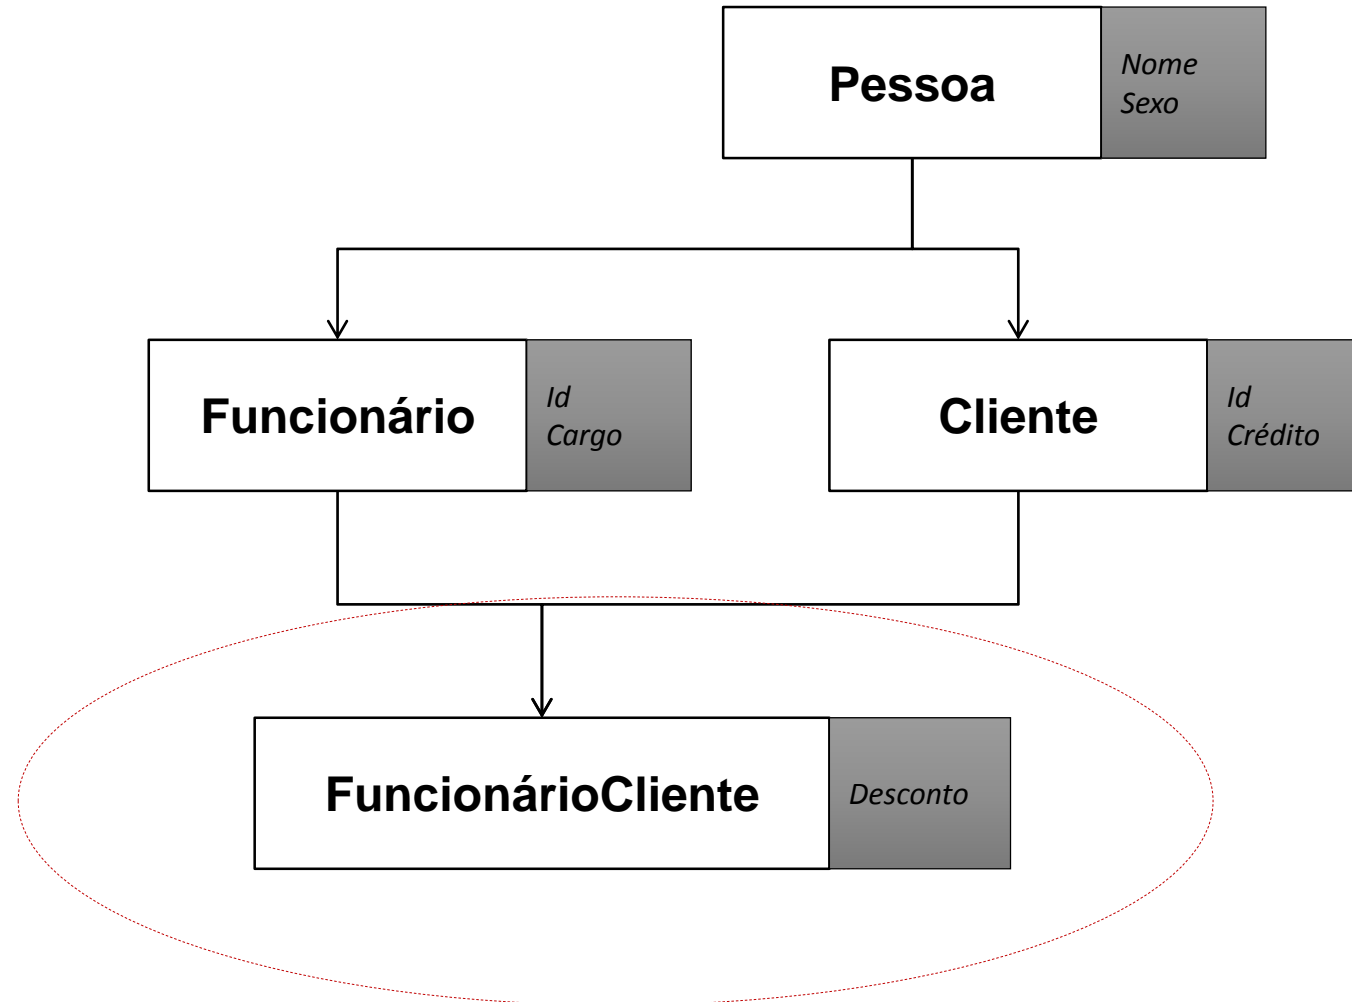 Pessoa
Nome
Sexo
Funcionário
Id
Cargo
Cliente
Id
Crédito
FuncionárioCliente
Desconto